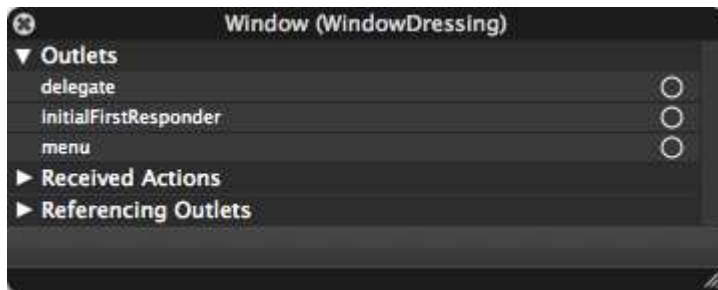 Window (WindowDressing)
Outlets
delegate
initialFirstResponder
menu
Received Actions
Referencing Outlets